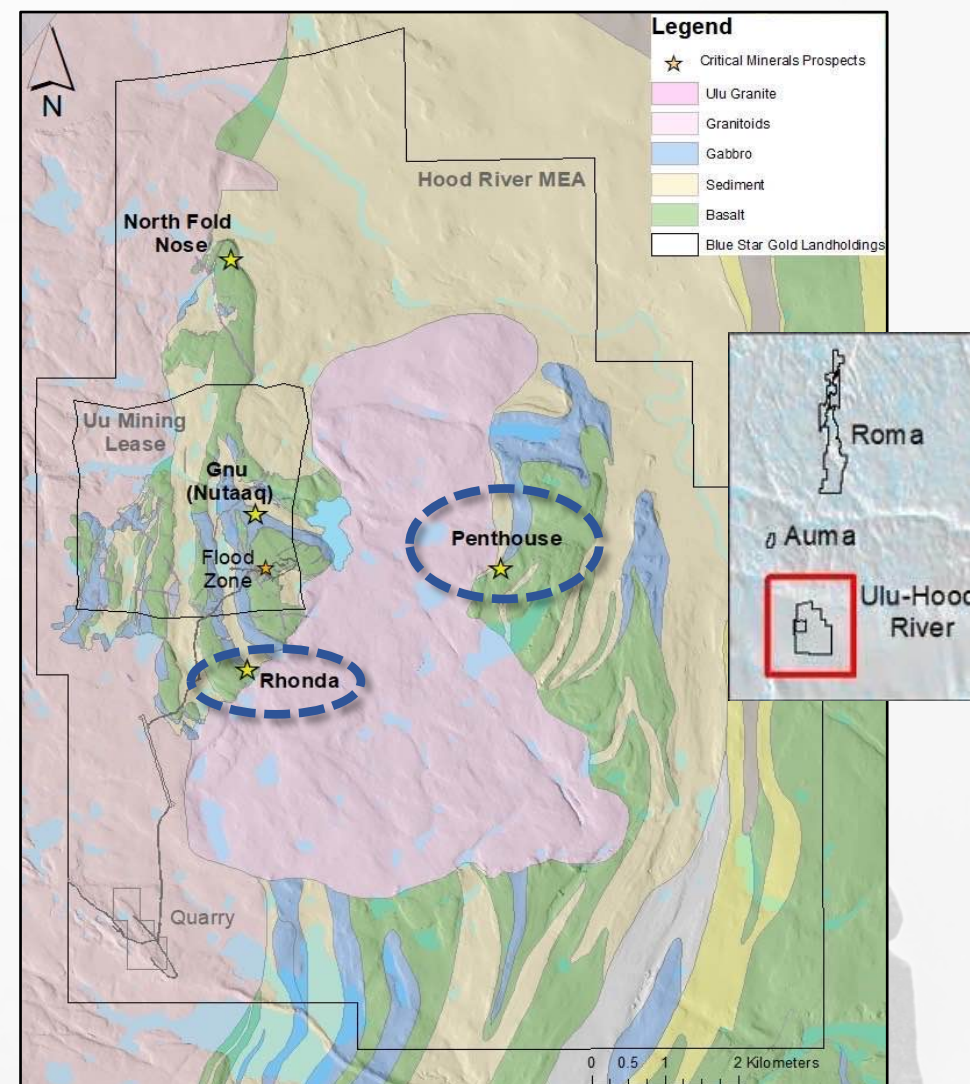 Legend
Critical Minerals Prospects
Ulu Granite
Granitoids
Gabbro
Sediment
Basalt
Blue Star Gold Landholdings
N
Hood River MEA
North Fold
Nose
Uu Mining
Lease
Gnu
(Nutaaq)
Flood
Zone
Penthouse
Rhonda
Quarry
Roma
Auma
Ulu-Hood
River
0 0.5 1 2 Kilometers